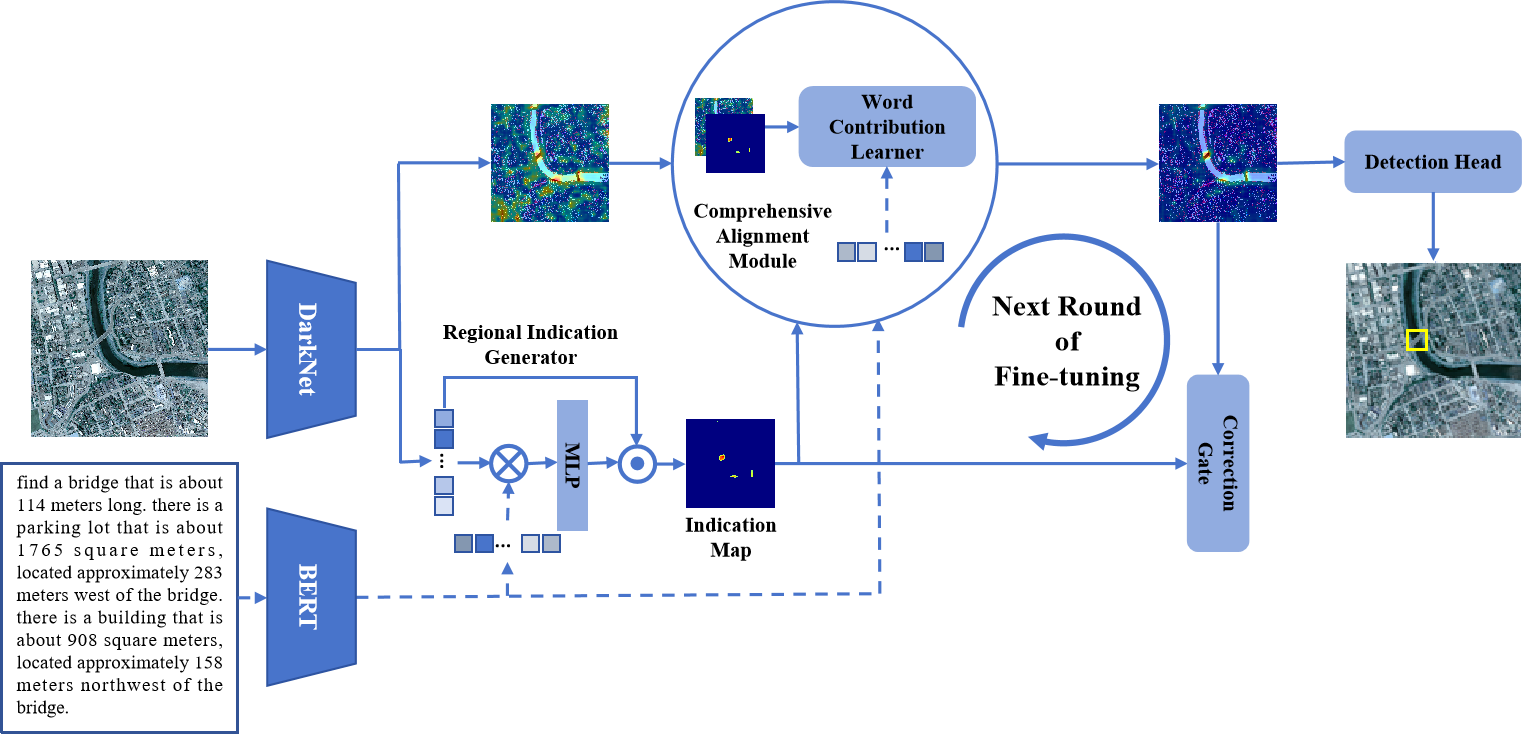 Word
Contribution
Learner
Comprehensive
Alignment
Module
...
Detection Head
DarkNet
Regional Indication
Generator
...
MLP
...
Indication
Map
Next Round
of
Fine-tuning
Correction
Gate
find a bridge that is about
114 meters long. there is a
parking lot that is about
1765 square meters,
located approximately 283
meters west of the bridge.
there is a building that is
about 908 square meters,
located approximately 158
meters northwest of the
bridge.
BERT